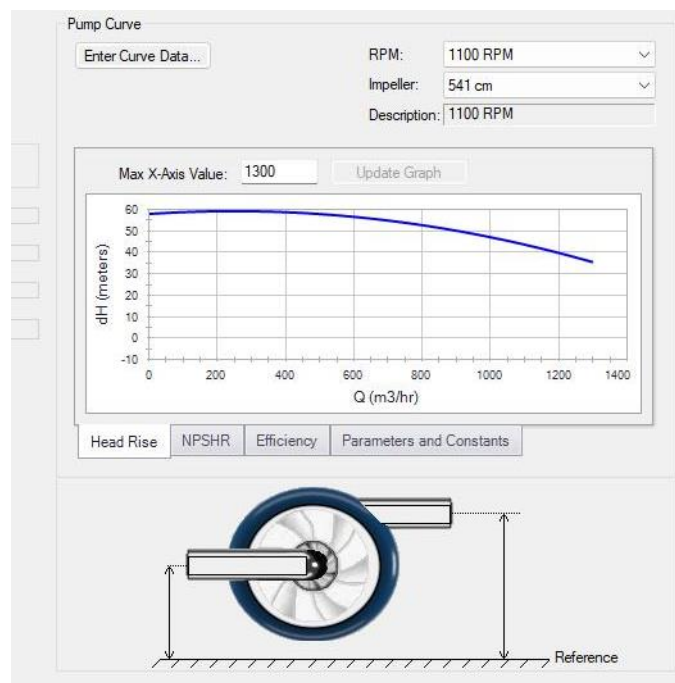 Pump Curve
Enter Curve Data...
RPM: 1100 RPM
Impeller: 541 cm
Description: 1100 RPM
Max X-Axis Value: 1300 Update Graph
60
50
40
30
20
10
0
-10
dH (meters)
0 200 400 600 800 1000 1200 1400
Q (m3/hr)
Head Rise NPSHR Efficiency Parameters and Constants
Reference